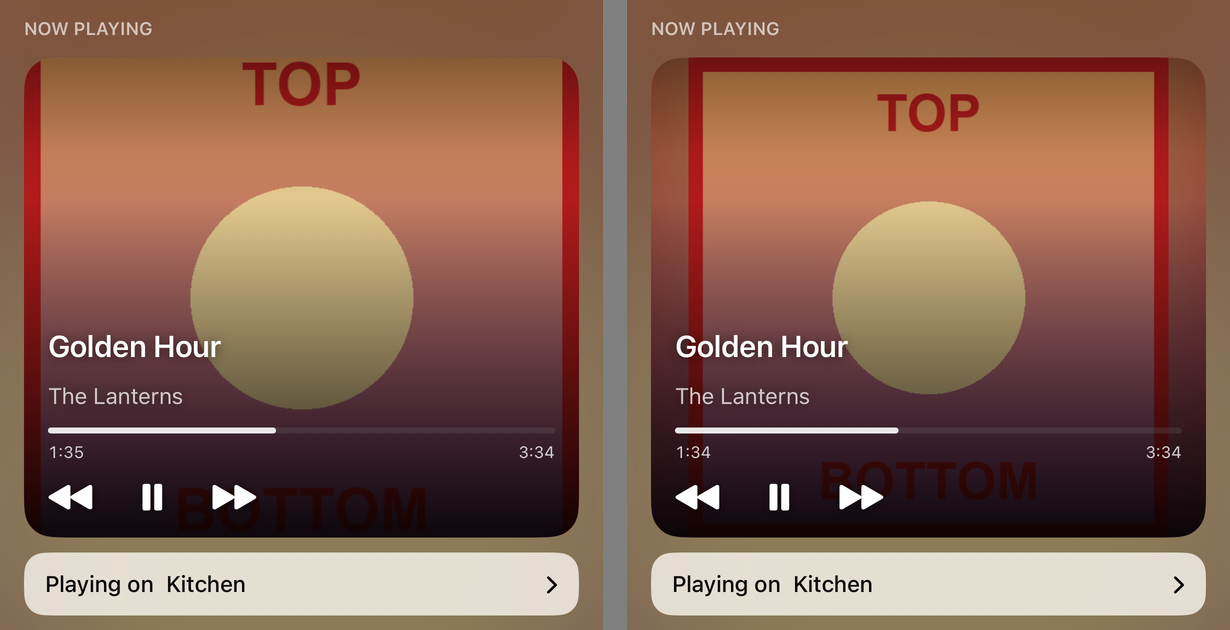 NOW PLAYING
TOP
Golden Hour
The Lanterns
1:35 3:34
BOTTOM
Playing on Kitchen
NOW PLAYING
TOP
Golden Hour
The Lanterns
1:34 3:34
BOTTOM
Playing on Kitchen